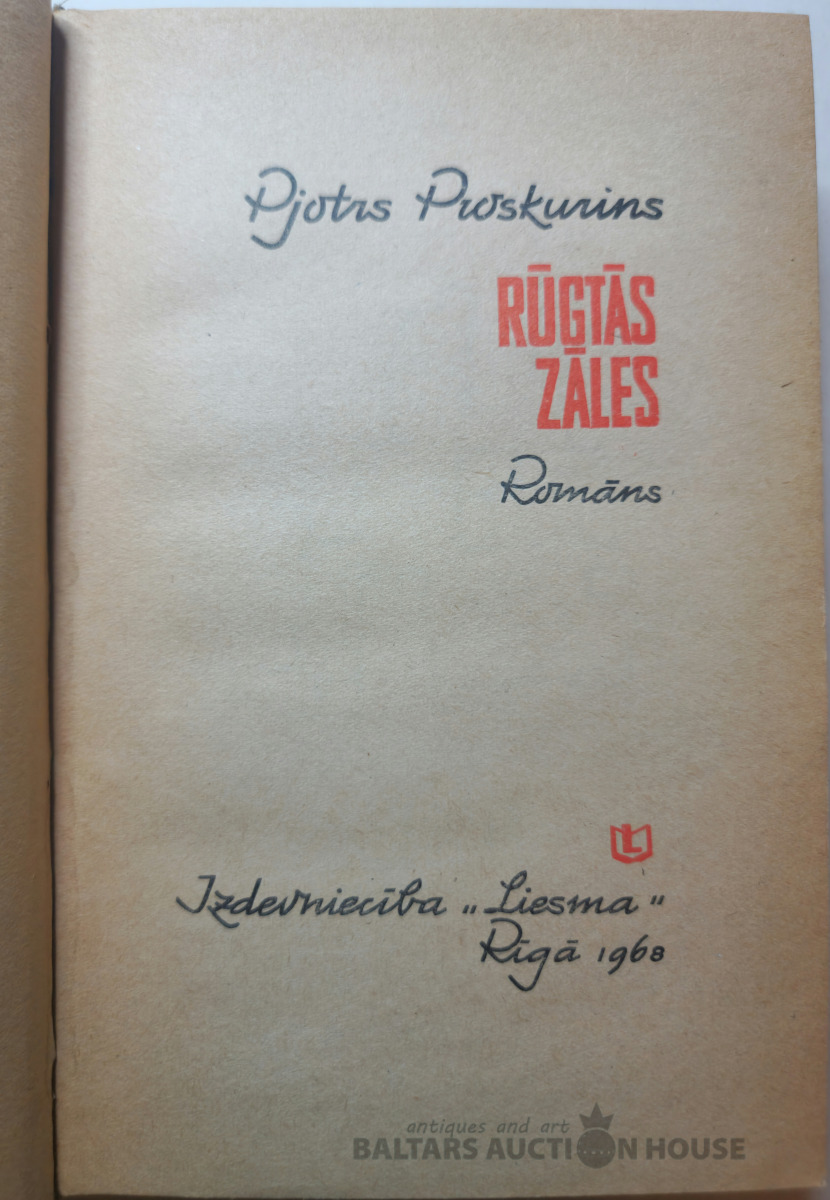 Pjotrs Proskurins
RŪGTĀS
ZĀLES
Romāns
L
Izdevniecība „Liesma"
Rīgā 1968
antiques and art
BALTARS AUCTION HOUSE